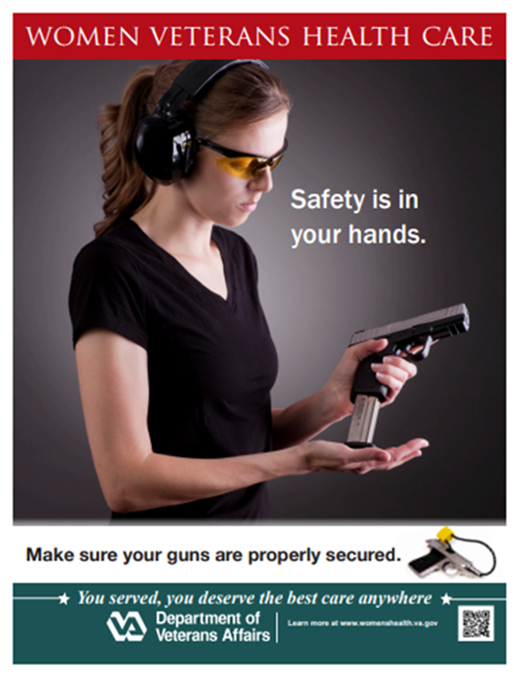 WOMEN VETERANS HEALTH CARE
Safety is in
your hands.
Make sure your guns are properly secured.
You served, you deserve the best care anywhere
VA
Department of
Veterans Affairs
Learn more at www.womenshealth.va.gov